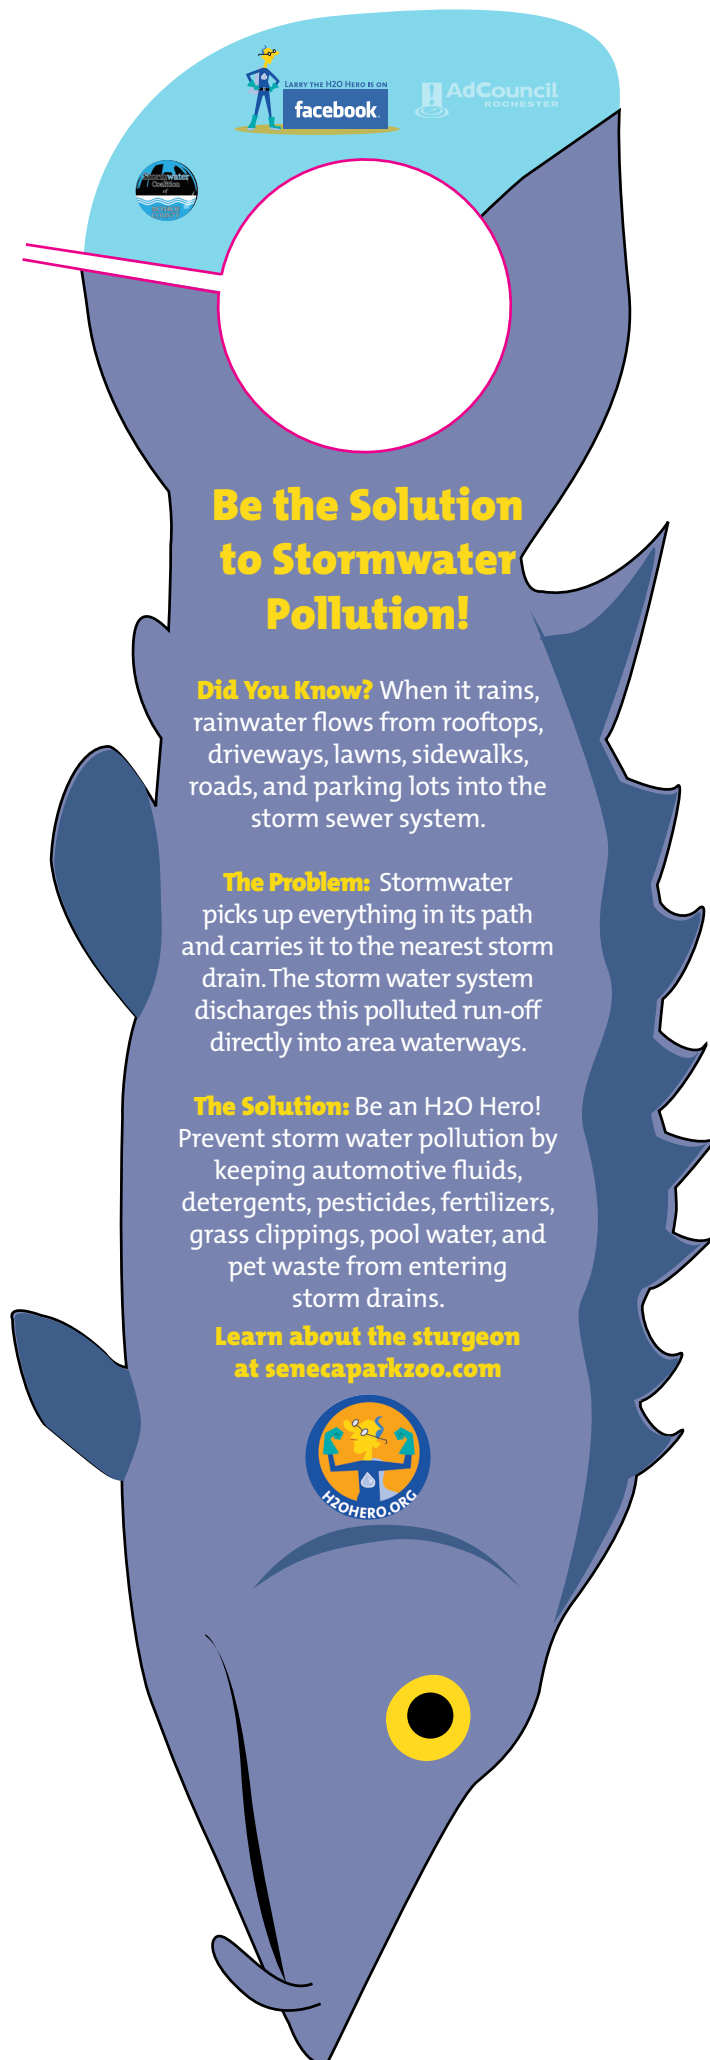 LARRY THE H2O HERO IS ON
facebook
AdCouncil
ROCHESTER
Stormwater
Coalition
of
Be the Solution
to Stormwater
Pollution!
Did You Know? When it rains,
rainwater flows from rooftops,
driveways, lawns, sidewalks,
roads, and parking lots into the
storm sewer system.
The Problem: Stormwater
picks up everything in its path
and carries it to the nearest storm
drain. The storm water system
discharges this polluted run-off
directly into area waterways.
The Solution: Be an H2O Hero!
Prevent storm water pollution by
keeping automotive fluids,
detergents, pesticides, fertilizers,
grass clippings, pool water, and
pet waste from entering
storm drains.
Learn about the sturgeon
at senecaparkzoo.com
H2OHERO.ORG